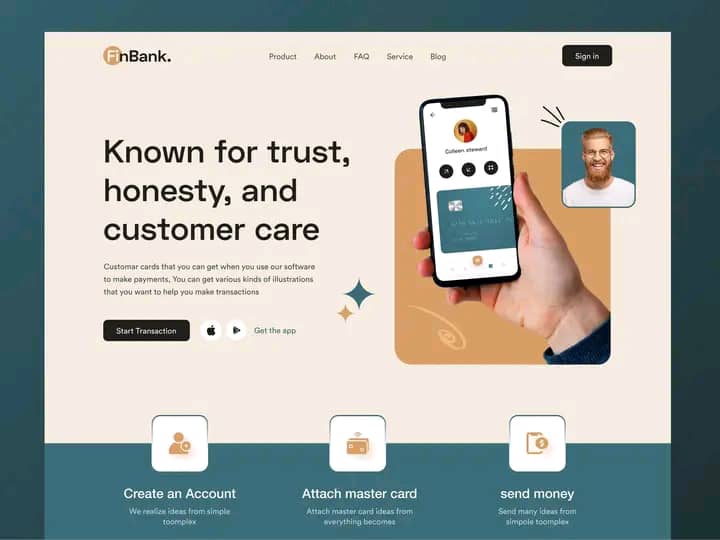 FinBank.
Product
About
FAQ
Service
Blog
Sign in
Known for trust,
honesty, and
customer care
Customar cards that you can get when you use our software
to make payments, You can get various kinds of illustrations
that you want to help you make transactions
Start Transaction
Get the app
Colleen steward
Create an Account
We realize ideas from simple
toomplex
Attach master card
Attach master card ideas from
everything becomes
send money
Send many ideas from
simpole toomplex